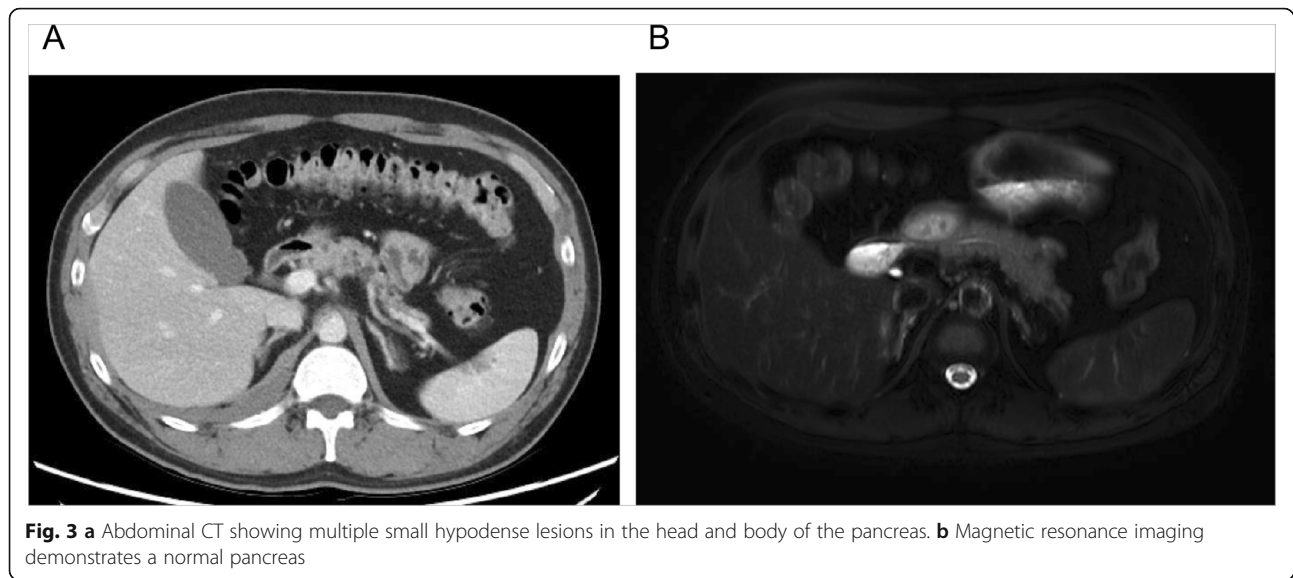 A
B
Fig. 3 a Abdominal CT showing multiple small hypodense lesions in the head and body of the pancreas. b Magnetic resonance imaging
demonstrates a normal pancreas